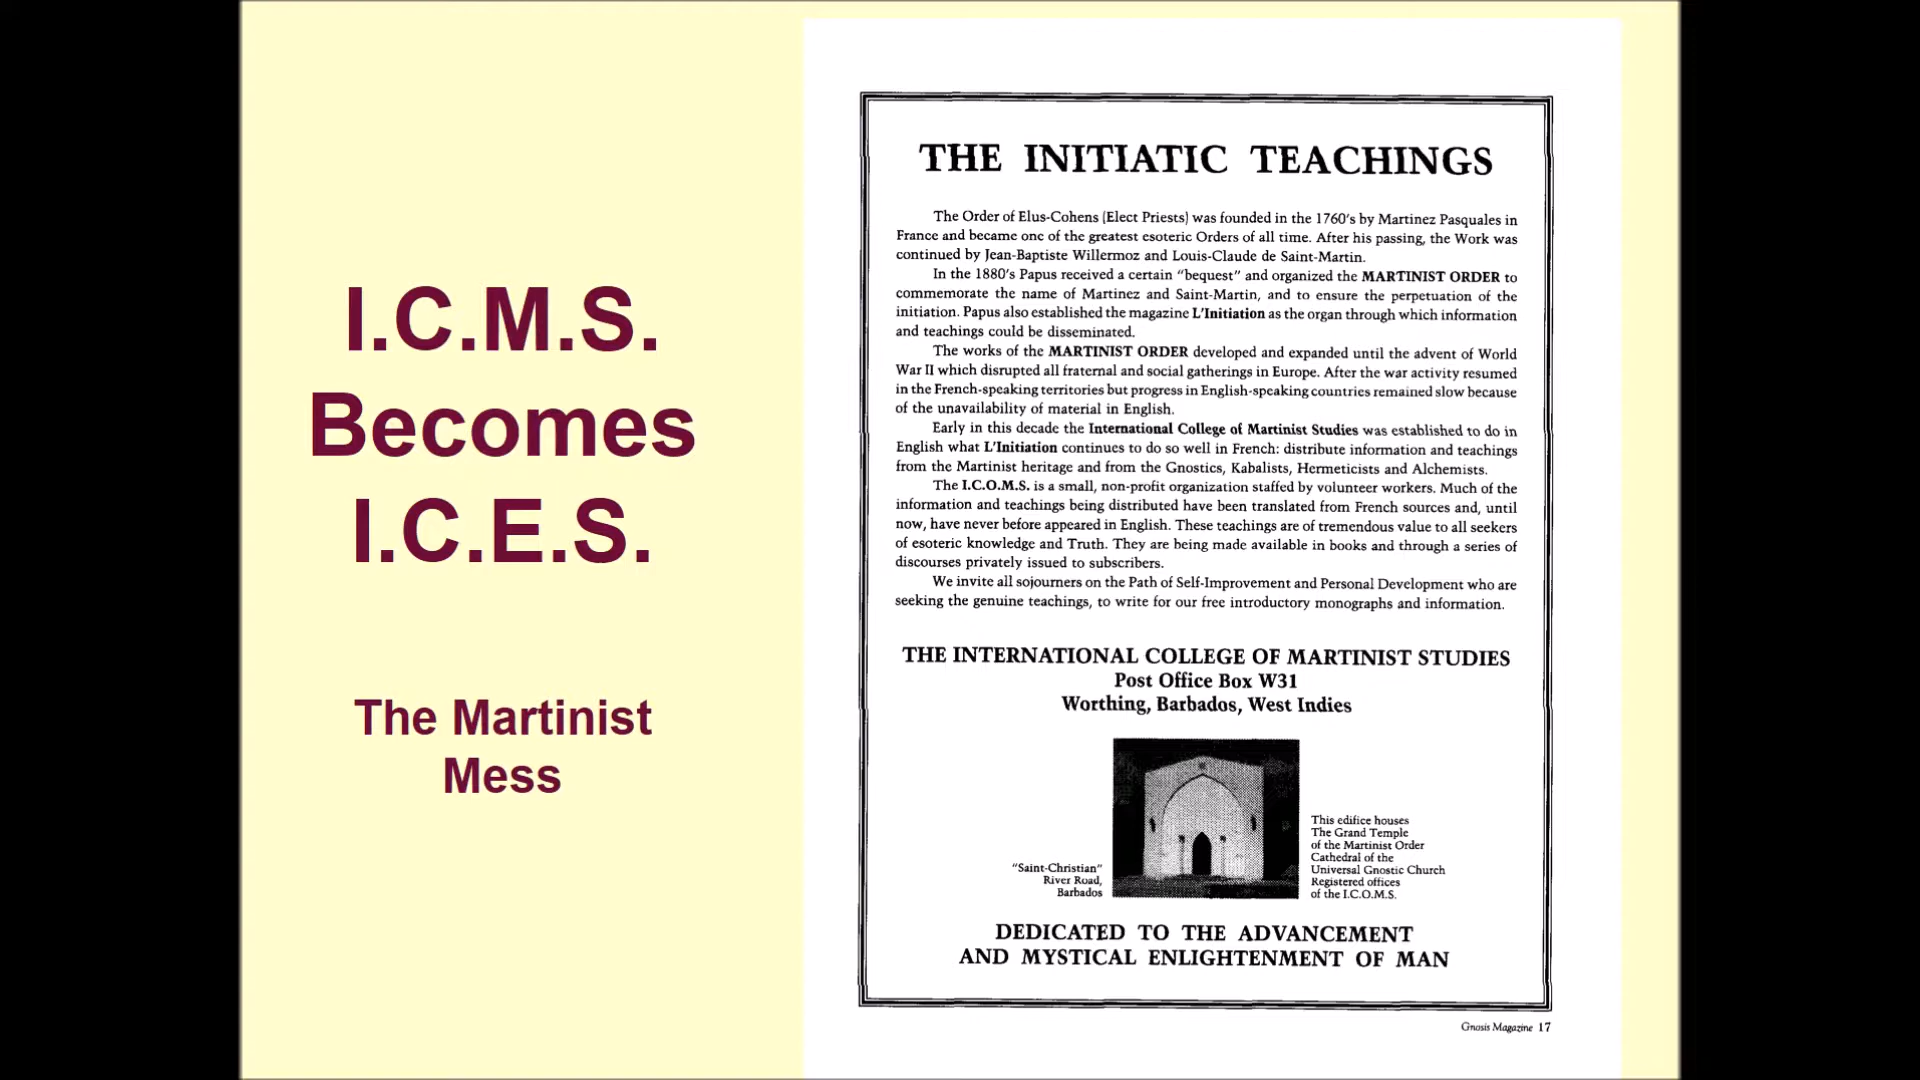 I.C.M.S.
Becomes
I.C.E.S.
The Martinist
Mess
THE INITIATIC TEACHINGS
The Order of Elus-Cohens (Elect Priests) was founded in the 1760's by Martinez Pasquales in
France and became one of the greatest esoteric Orders of all time. After his passing, the Work was
continued by Jean-Baptiste Willermoz and Louis-Claude de Saint-Martin.
In the 1880's Papus received a certain "bequest" and organized the MARTINIST ORDER to
commemorate the name of Martinez and Saint-Martin, and to ensure the perpetuation of the
initiation. Papus also established the magazine L'Initiation as the organ through which information
and teachings could be disseminated.
The works of the MARTINIST ORDER developed and expanded until the advent of World
War II which disrupted all fraternal and social gatherings in Europe. After the war activity resumed
in the French-speaking territories but progress in English-speaking countries remained slow because
of the unavailability of material in English.
Early in this decade the International College of Martinist Studies was established to do in
English what L'Initiation continues to do so well in French: distribute information and teachings
from the Martinist heritage and from the Gnostics, Kabalists, Hermeticists and Alchemists.
The I.C.O.M.S. is a small, non-profit organization staffed by volunteer workers. Much of the
information and teachings being distributed have been translated from French sources and, until
now, have never before appeared in English. These teachings are of tremendous value to all seekers
of esoteric knowledge and Truth. They are being made available in books and through a series of
discourses privately issued to subscribers.
We invite all sojourners on the Path of Self-Improvement and Personal Development who are
seeking the genuine teachings, to write for our free introductory monographs and information.
THE INTERNATIONAL COLLEGE OF MARTINIST STUDIES
Post Office Box W31
Worthing, Barbados, West Indies
"Saint-Christian"
River Road,
Barbados
This edifice houses
The Grand Temple
of the Martinist Order
Cathedral of the
Universal Gnostic Church
Registered offices
of the I.C.O.M.S.
DEDICATED TO THE ADVANCEMENT
AND MYSTICAL ENLIGHTENMENT OF MAN
Gnosis Magazine 17